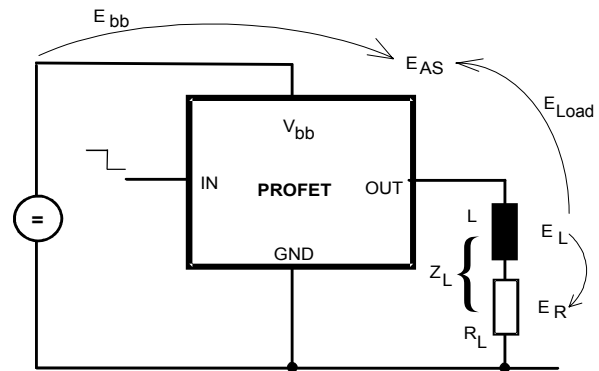 E bb
E AS
E Load
V bb
IN
PROFET
OUT
=
GND
L
E L
Z L
{
E R
R L